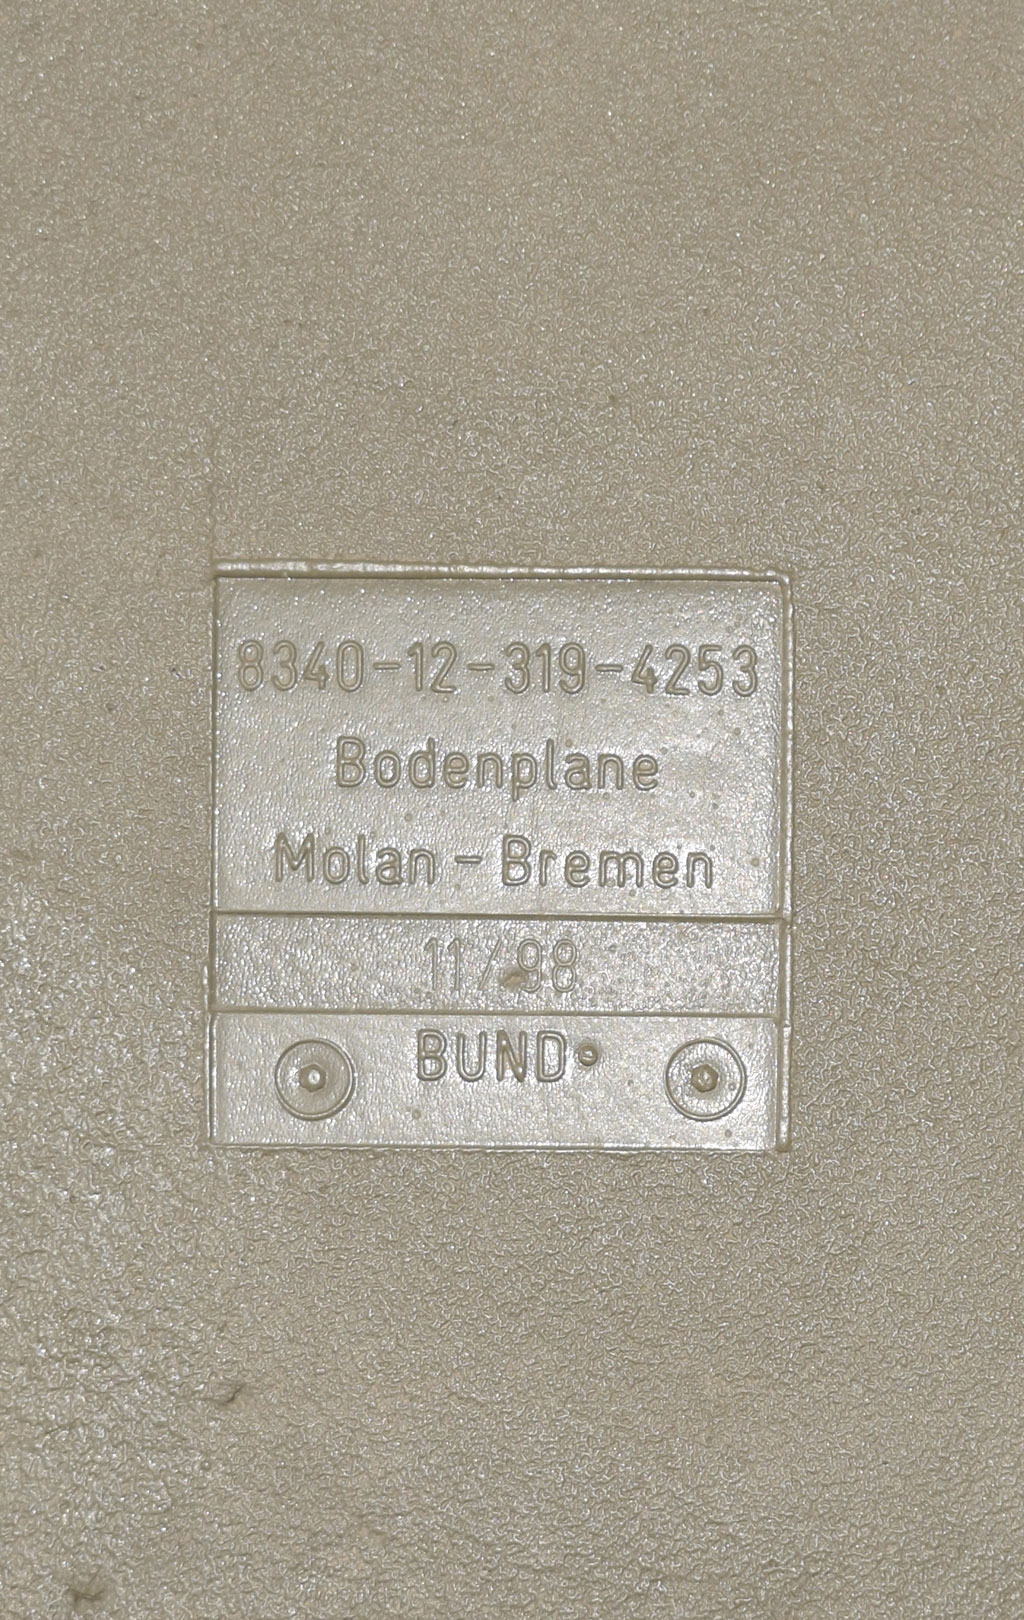 8340-12-319-4253
Bodenplane
Molan - Bremen
11/98
BUND